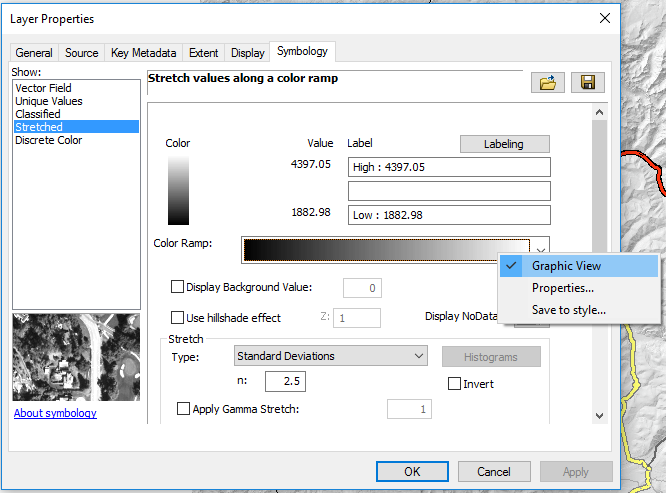 Layer Properties
General Source Key Metadata Extent Display Symbology
Show:
Vector Field
Unique Values
Classified
Stretched
Discrete Color
About symbology
Stretch values along a color ramp
Color Value Label Labeling
4397.05 High : 4397.05
1882.98 Low : 1882.98
Color Ramp:
Graphic View
Properties...
Save to style...
Display Background Value: 0
Use hillshade effect Z: 1 Display NoData
Stretch
Type: Standard Deviations Histograms
n: 2.5 Invert
Apply Gamma Stretch: 1
OK Cancel Apply